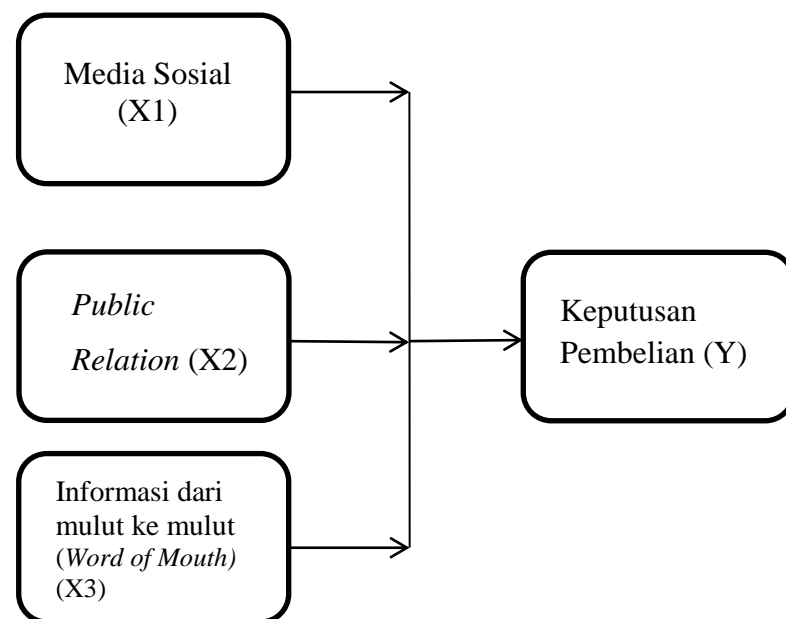 Media Sosial
(X1)
Public
Relation (X2)
Keputusan
Pembelian (Y)
Informasi dari
mulut ke mulut
(Word of Mouth)
(X3)